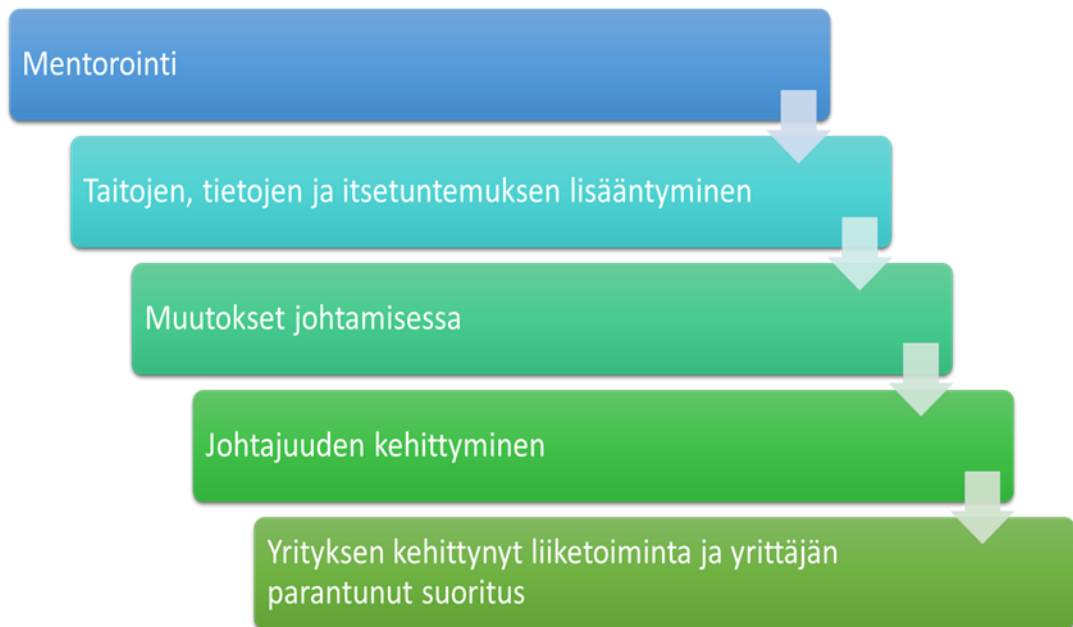 Mentorointi
Taitojen, tietojen ja itsetuntemuksen lisääntyminen
Muutokset johtamisessa
Johtajuuden kehittyminen
Yrityksen kehittynyt liiketoiminta ja yrittäjän
parantunut suoritus